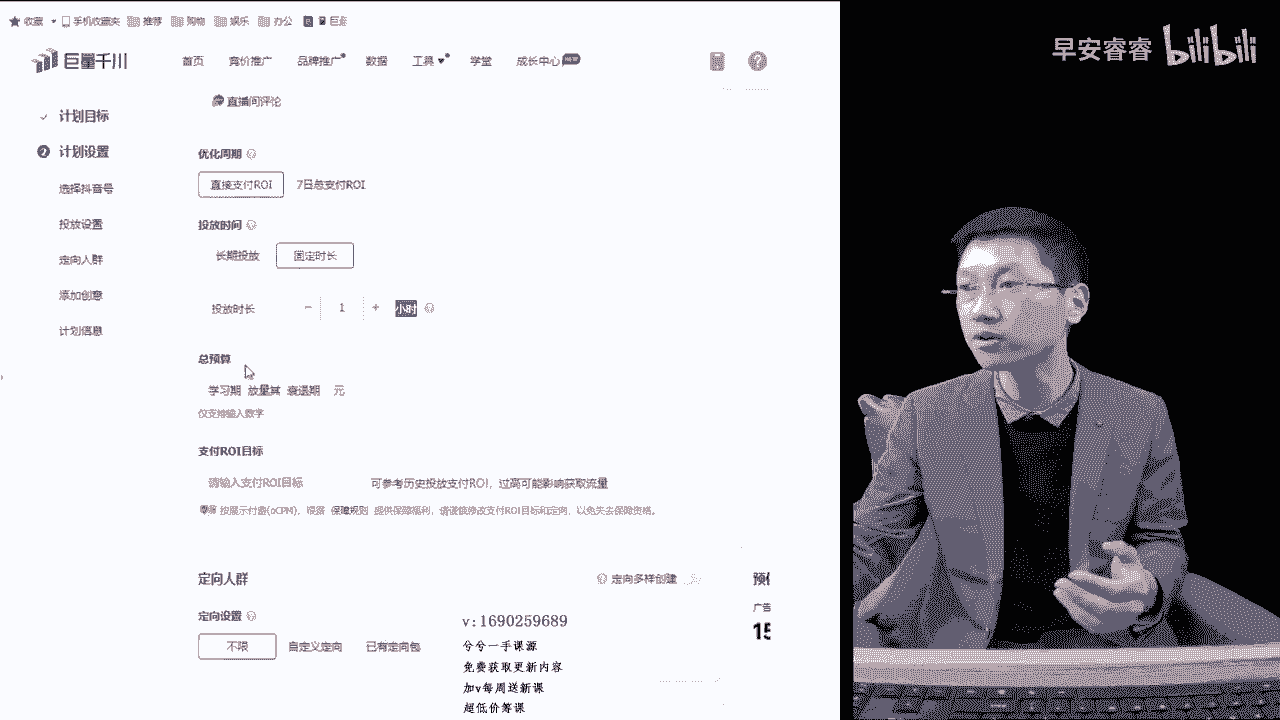 收藏 手机收藏夹 推荐 购物 娱乐 办公
巨量千川 首页 竞价推广 品牌推广 数据 工具 学堂 成长中心 NEW
早安睿睿 bilibili
直播间评论
计划目标
计划设置
选择抖音号
投放设置
定向人群
添加创意
计划信息
优化周期
直接支付ROI 7日总支付ROI
投放时间
长期投放 固定时长
投放时长 - 1 + 小时
总预算
学习期 放量其 衰退期 元
仅支持输入数字
支付ROI目标
请输入支付ROI目标 可参考历史投放支付ROI，过高可能影响获取流量
按展示付费(oCPM)，根据 保障规则 提供保障福利，请谨慎修改支付ROI目标和定向，以免失去保障资格。
定向人群 定向多样创建
定向设置
不限 自定义定向 已有定向包
广告
15
v:1690259689
兮兮一手课源
免费获取更新内容
加v每周送新课
超低价筹课